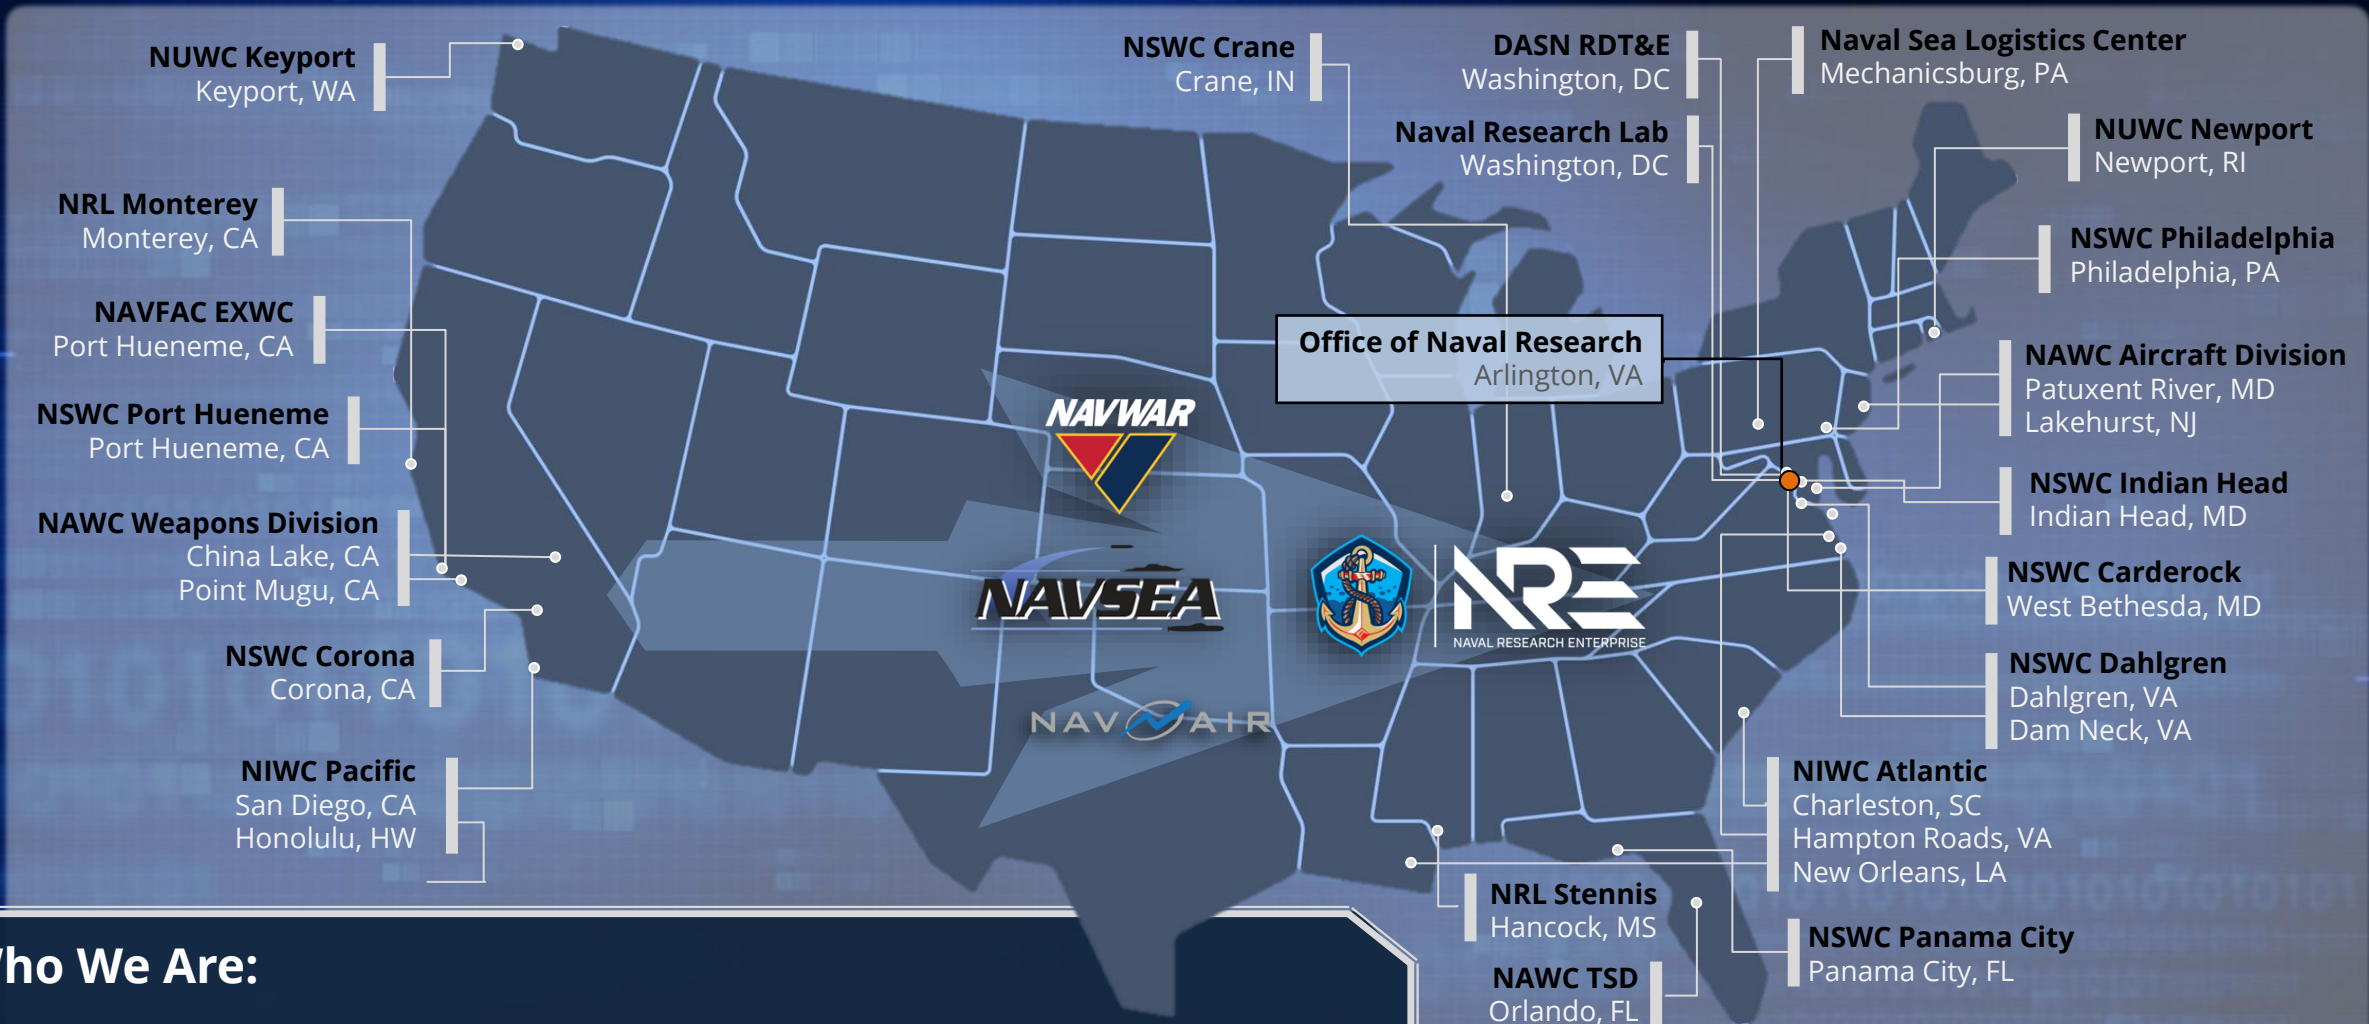 NUWC Keyport
Keyport, WA
NRL Monterey
Monterey, CA
NAVFAC EXWC
Port Hueneme, CA
NSWC Port Hueneme
Port Hueneme, CA
NAWC Weapons Division
China Lake, CA
Point Mugu, CA
NSWC Corona
Corona, CA
NIWC Pacific
San Diego, CA
Honolulu, HW
NSWC Crane
Crane, IN
DASN RDT&E
Washington, DC
Naval Research Lab
Washington, DC
Naval Sea Logistics Center
Mechanicsburg, PA
NUWC Newport
Newport, RI
NSWC Philadelphia
Philadelphia, PA
Office of Naval Research
Arlington, VA
NAWC Aircraft Division
Patuxent River, MD
Lakehurst, NJ
NSWC Indian Head
Indian Head, MD
NSWC Carderock
West Bethesda, MD
NSWC Dahlgren
Dahlgren, VA
Dam Neck, VA
NIWC Atlantic
Charleston, SC
Hampton Roads, VA
New Orleans, LA
NRL Stennis
Hancock, MS
NSWC Panama City
Panama City, FL
NAWC TSD
Orlando, FL
NAVWAR
NAVSEA
NAVAIR
NRE
NAVAL RESEARCH ENTERPRISE
ho We Are: